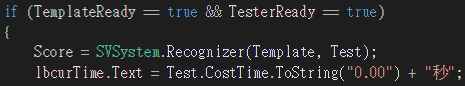 if (TemplateReady == true && TesterReady == true)
{
Score = SVSystem.Recognizer(Template, Test);
lbcurTime.Text = Test.CostTime.ToString("0.00") + "秒";